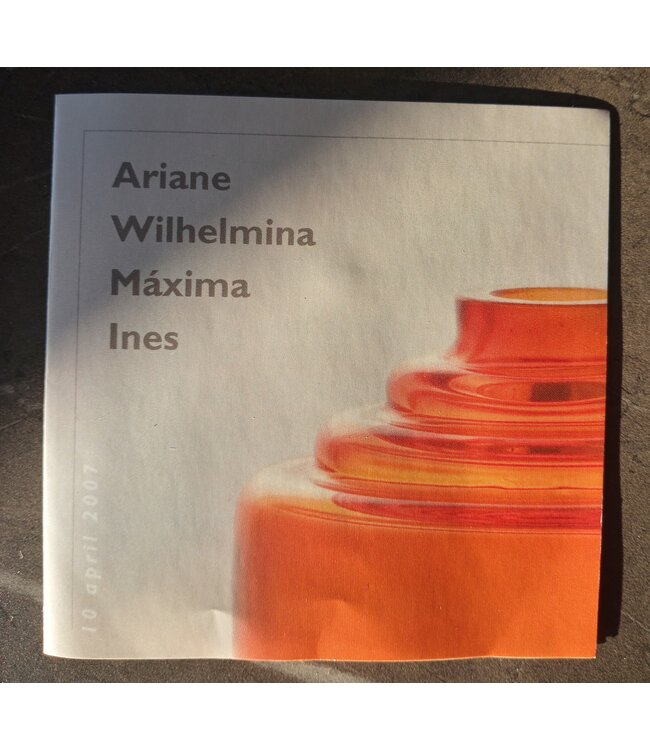 Ariane
Wilhelmina
Máxima
Ines
10 april 2007